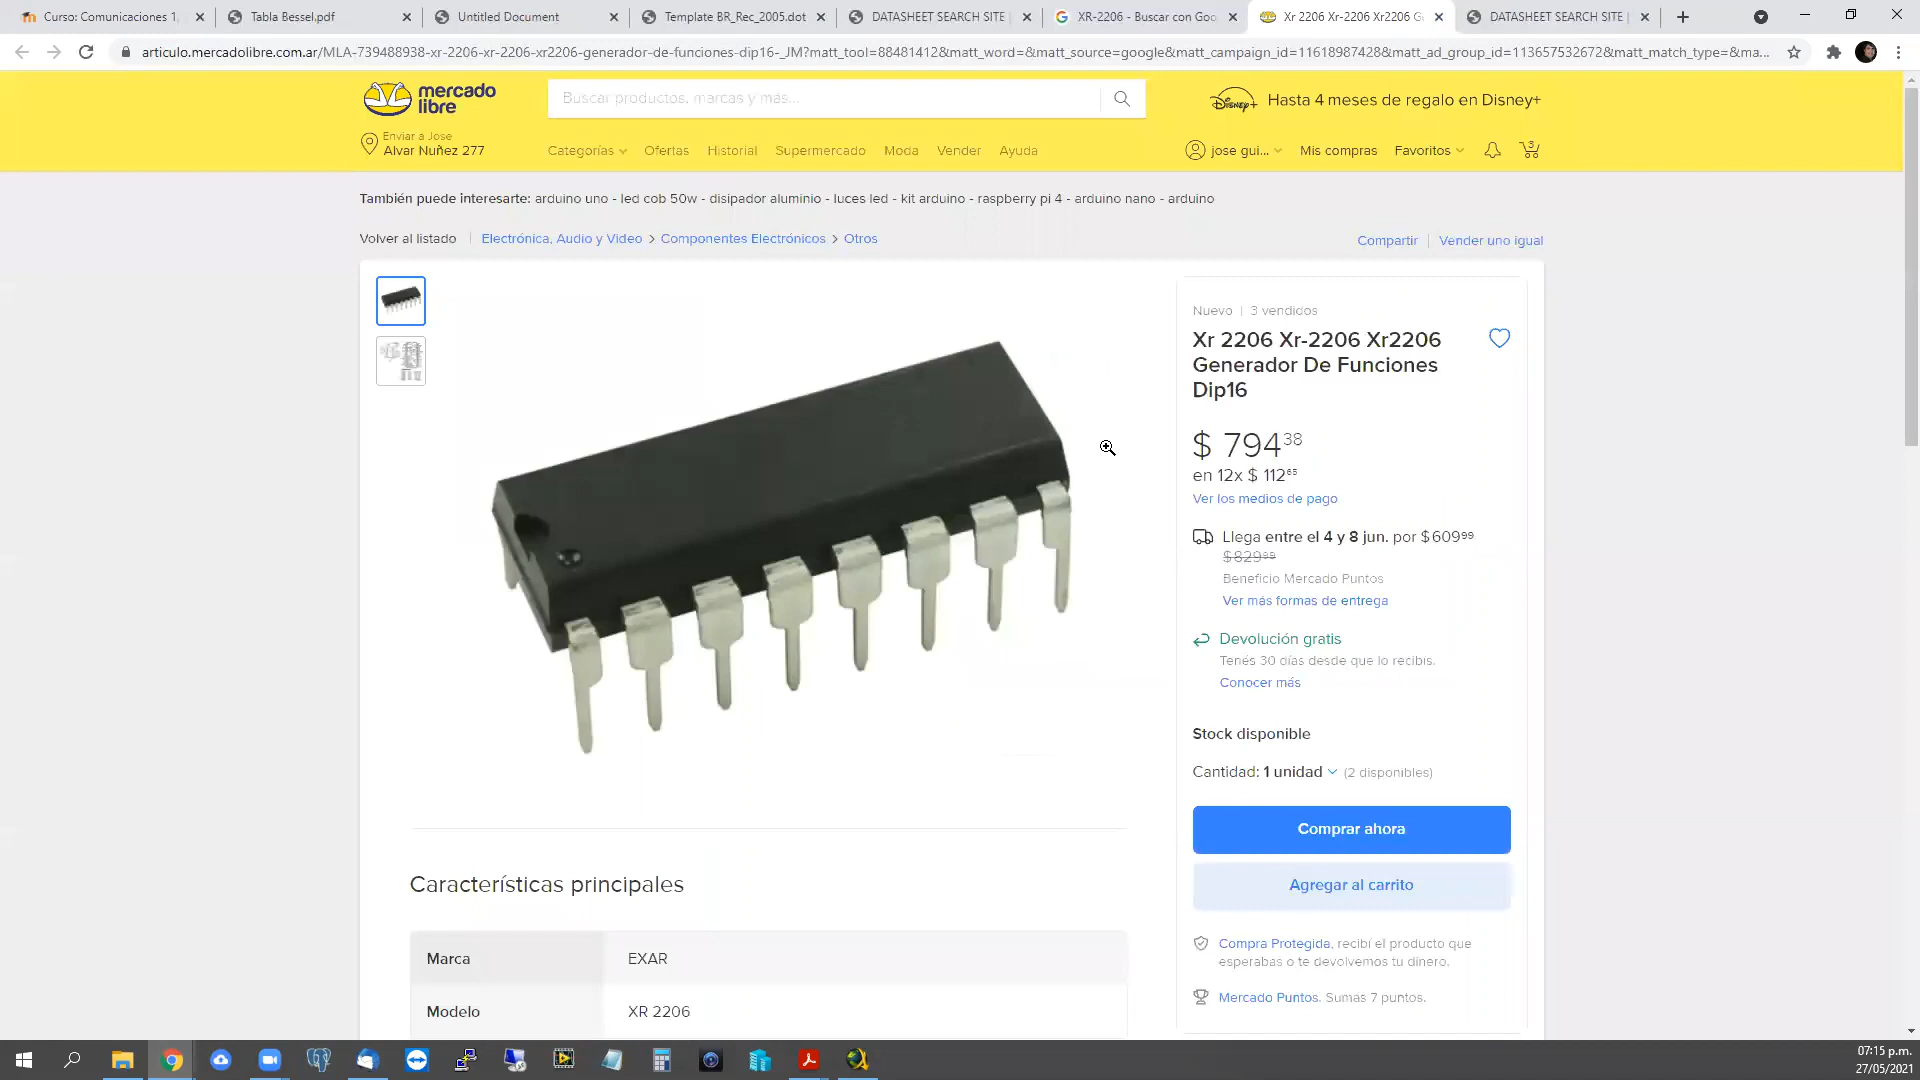 Curso: Comunicaciones 1,
Tabla Bessel.pdf
Untitled Document
Template BR_Rec_2005.dot
DATASHEET SEARCH SITE |
XR-2206 - Buscar con Goo
Xr 2206 Xr-2206 Xr2206 G
DATASHEET SEARCH SITE |
articulo.mercadolibre.com.ar/MLA-739488938-xr-2206-xr-2206-xr2206-generador-de-funciones-dip16-_JM?matt_tool=88481412&matt_word=&matt_source=google&matt_campaign_id=11618987428&matt_ad_group_id=113657532672&matt_match_type=&ma...
mercado
libre
Buscar productos, marcas y más...
Disney+
Hasta 4 meses de regalo en Disney+
Enviar a Jose
Alvar Nuñez 277
Categorías
Ofertas
Historial
Supermercado
Moda
Vender
Ayuda
jose gui...
Mis compras
Favoritos
3
También puede interesarte: arduino uno - led cob 50w - disipador aluminio - luces led - kit arduino - raspberry pi 4 - arduino nano - arduino
Volver al listado
Electrónica, Audio y Video > Componentes Electrónicos > Otros
Compartir
Vender uno igual
Nuevo | 3 vendidos
Xr 2206 Xr-2206 Xr2206
Generador De Funciones
Dip16
$ 794 38
en 12x $ 112 65
Ver los medios de pago
Llega entre el 4 y 8 jun. por $ 609 99
$ 829 99
Beneficio Mercado Puntos
Ver más formas de entrega
Devolución gratis
Tenés 30 días desde que lo recibís.
Conocer más
Stock disponible
Cantidad: 1 unidad (2 disponibles)
Comprar ahora
Agregar al carrito
Compra Protegida, recibí el producto que
esperabas o te devolvemos tu dinero.
Mercado Puntos. Sumas 7 puntos.
Características principales
Marca
EXAR
Modelo
XR 2206
07:15 p.m.
27/05/2021